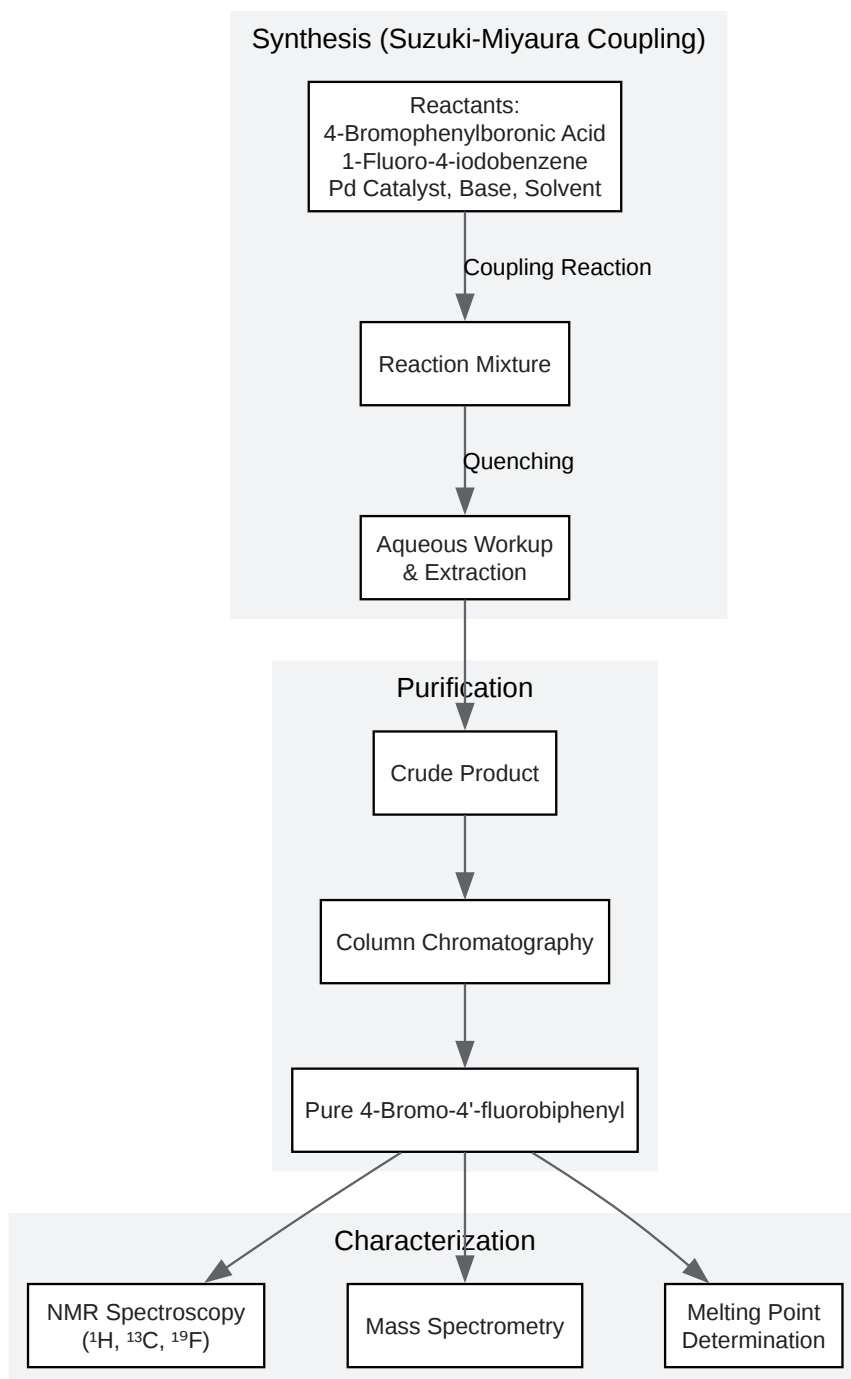 Synthesis (Suzuki-Miyaura Coupling)
Reactants:
4-Bromophenylboronic Acid
1-Fluoro-4-iodobenzene
Pd Catalyst, Base, Solvent
Coupling Reaction
Reaction Mixture
Quenching
Aqueous Workup
& Extraction
Purification
Crude Product
Column Chromatography
Pure 4-Bromo-4'-fluorobiphenyl
Characterization
NMR Spectroscopy
(¹H, ¹³C, ¹⁹F)
Mass Spectrometry
Melting Point
Determination